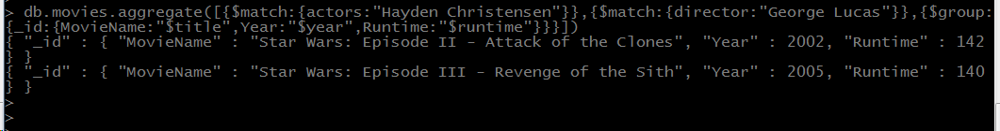 > db.movies.aggregate([{$match:{actors:"Hayden Christensen"}},{$match:{director:"George Lucas"}},{$group:
{_id:{MovieName:"$title",Year:"$year",Runtime:"$runtime"}}}])
{ "_id" : { "MovieName" : "Star Wars: Episode II - Attack of the Clones", "Year" : 2002, "Runtime" : 142
} }
{ "_id" : { "MovieName" : "Star Wars: Episode III - Revenge of the Sith", "Year" : 2005, "Runtime" : 140
} }
>
>